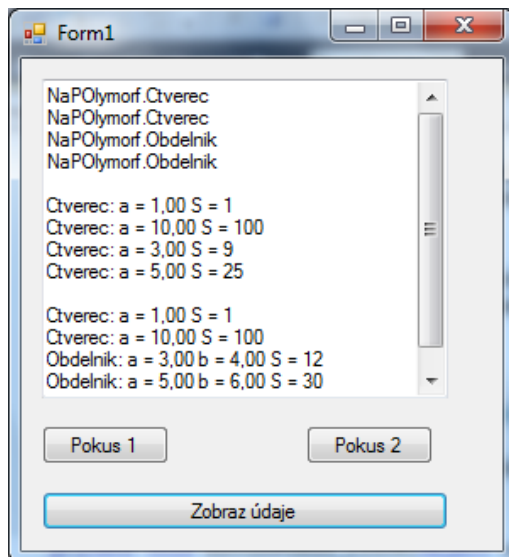 Form1
NaPOlymorf.Ctverec
NaPOlymorf.Ctverec
NaPOlymorf.Obdelnik
NaPOlymorf.Obdelnik
Ctverec: a = 1,00 S = 1
Ctverec: a = 10,00 S = 100
Ctverec: a = 3,00 S = 9
Ctverec: a = 5,00 S = 25
Ctverec: a = 1,00 S = 1
Ctverec: a = 10,00 S = 100
Obdelnik: a = 3,00 b = 4,00 S = 12
Obdelnik: a = 5,00 b = 6,00 S = 30
Pokus 1
Pokus 2
Zobraz údaje